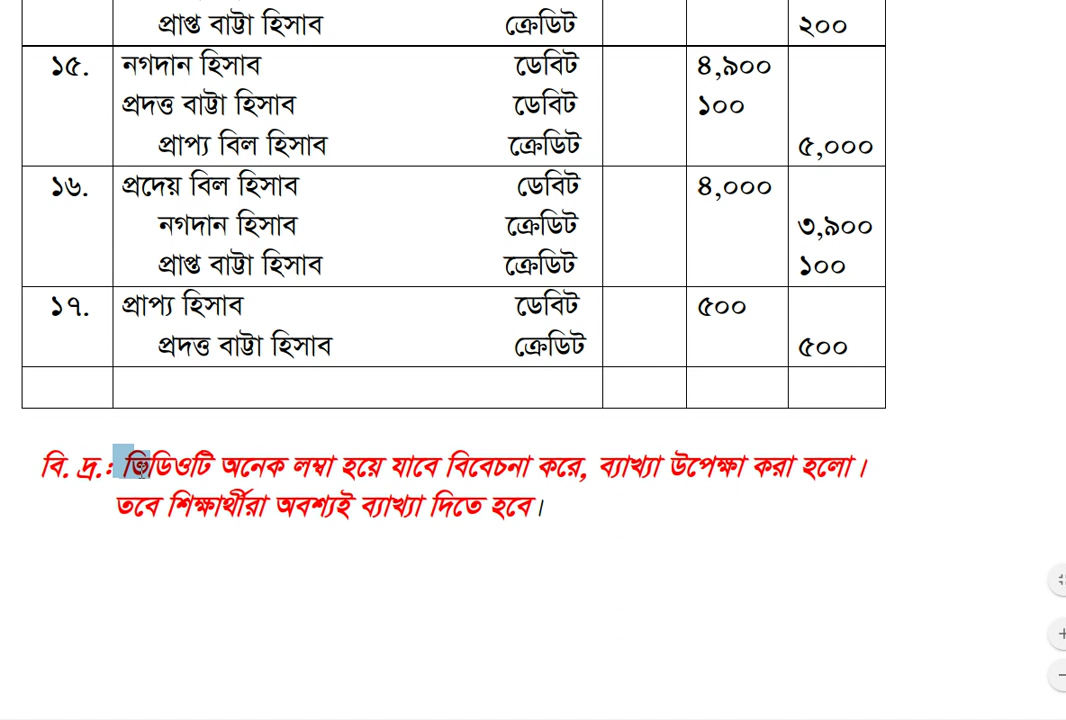 প্রাপ্ত বাট্টা হিসাব ক্রেডিট ২০০
১৫. নগদান হিসাব ডেবিট ৪,৯০০
প্রদত্ত বাট্টা হিসাব ডেবিট ১০০
প্রাপ্য বিল হিসাব ক্রেডিট ৫,০০০
১৬. প্রদেয় বিল হিসাব ডেবিট ৪,০০০
নগদান হিসাব ক্রেডিট ৩,৯০০
প্রাপ্ত বাট্টা হিসাব ক্রেডিট ১০০
১৭. প্রাপ্য হিসাব ডেবিট ৫০০
প্রদত্ত বাট্টা হিসাব ক্রেডিট ৫০০
বি. দ্র.: ভিডিওটি অনেক লম্বা হয়ে যাবে বিবেচনা করে, ব্যাখ্যা উপেক্ষা করা হলো।
তবে শিক্ষার্থীরা অবশ্যই ব্যাখ্যা দিতে হবে।